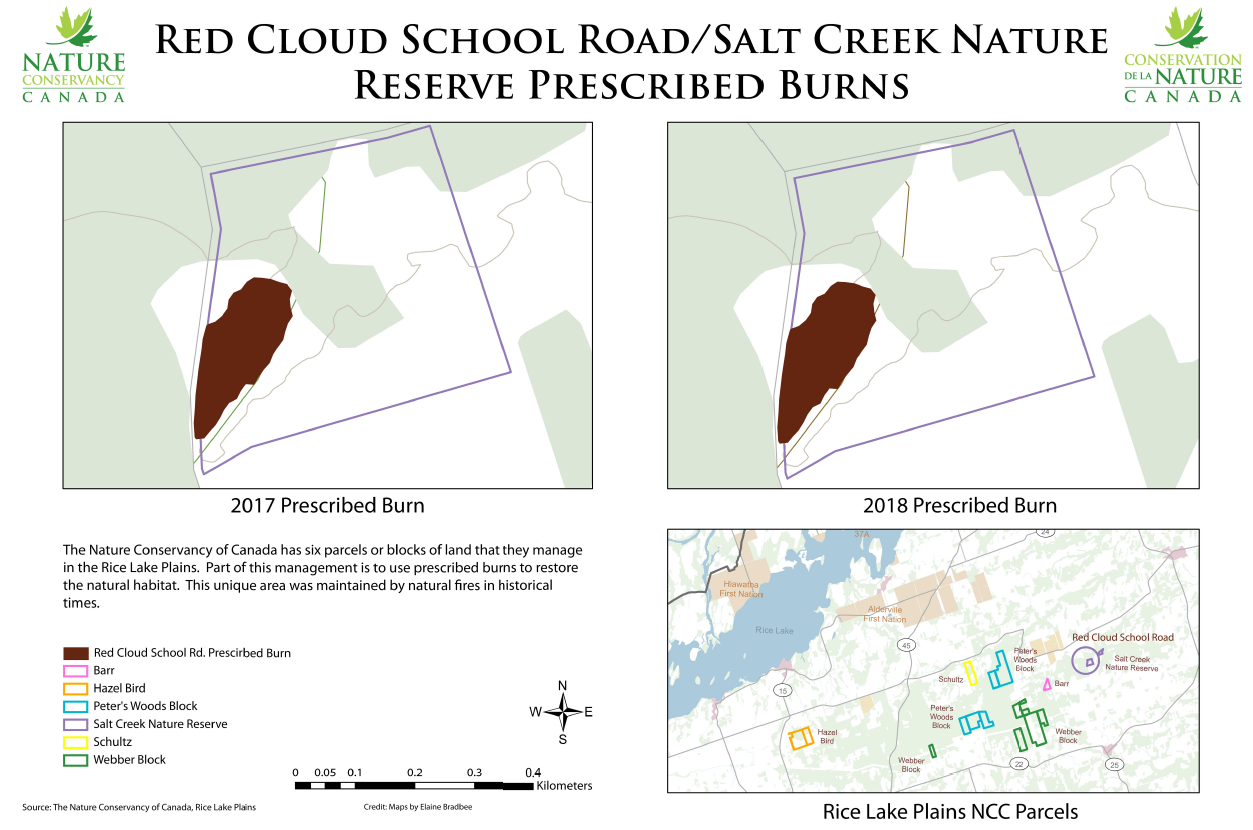 NATURE
CONSERVANCY
CANADA
RED CLOUD SCHOOL ROAD/SALT CREEK NATURE
RESERVE PRESCRIBED BURNS
CONSERVATION
DE LA NATURE
CANADA
2017 Prescribed Burn
2018 Prescribed Burn
The Nature Conservancy of Canada has six parcels or blocks of land that they manage
in the Rice Lake Plains. Part of this management is to use prescribed burns to restore
the natural habitat. This unique area was maintained by natural fires in historical
times.
Red Cloud School Rd. Prescirbed Burn
Barr
Hazel Bird
Peter's Woods Block
Salt Creek Nature Reserve
Schultz
Webber Block
N
W E
S
0 0.05 0.1 0.2 0.3 0.4
Kilometers
Source: The Nature Conservancy of Canada, Rice Lake Plains
Credit: Maps by Elaine Bradbee
37A
24
Hiawatha
First Nation
Alderville
First Nation
Rice Lake
45
Red Cloud School Road
Peter's
Woods
Block
Salt Creek
Nature Reserve
Schultz
Barr
15
Peter's
Woods
Block
Hazel
Bird
Webber
Block
Webber
Block
22
25
Rice Lake Plains NCC Parcels